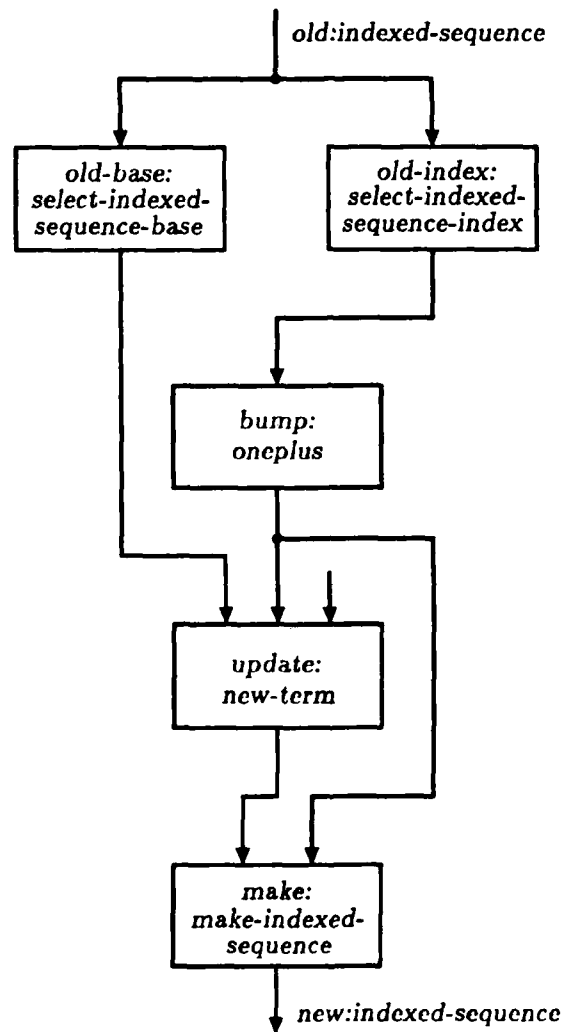 old:indexed-sequence
old-base:
select-indexed-
sequence-base
old-index:
select-indexed-
sequence-index
bump:
oneplus
update:
new-term
make:
make-indexed-
sequence
new:indexed-sequence